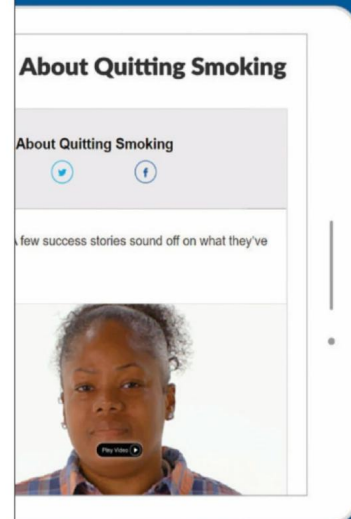 About Quitting Smoking
About Quitting Smoking
few success stories sound off on what they've
Play Video